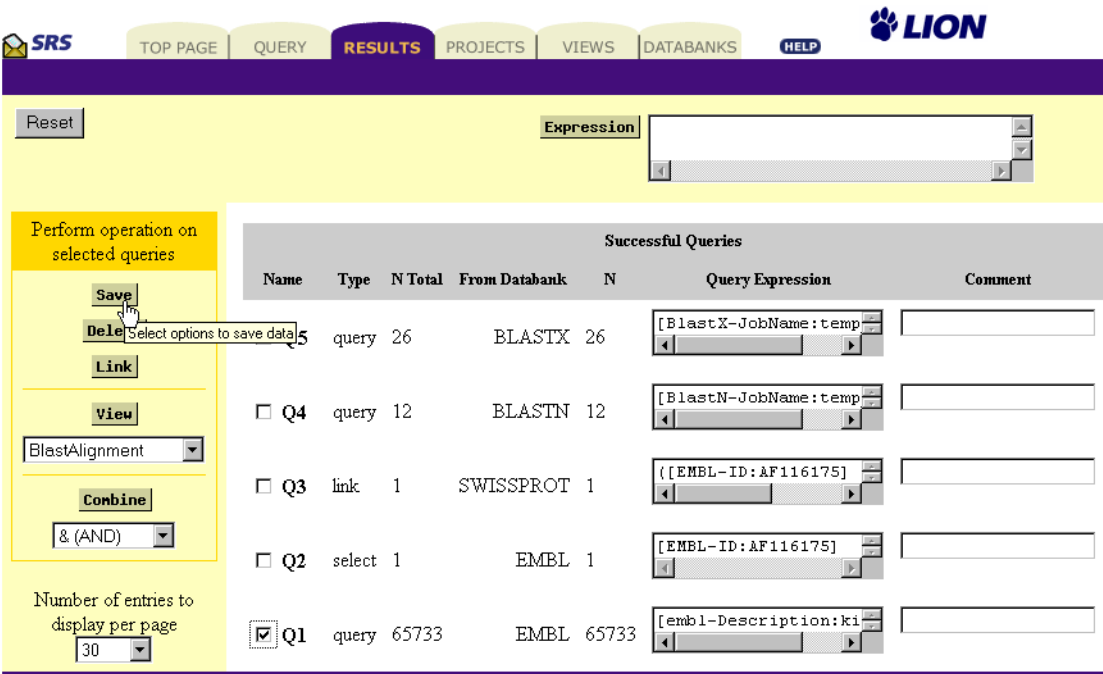 SRS TOP PAGE QUERY RESULTS PROJECTS VIEWS DATABANKS HELP LION
Reset Expression
Perform operation on
selected queries
Save
Select options to save data
Link
View
BlastAlignment
Combine
& (AND)
Number of entries to
display per page
30
Successful Queries
Name Type N Total From Databank N Query Expression Comment
query 26 BLASTX 26 [BlastX-JobName:temp
Q4 query 12 BLASTN 12 [BlastN-JobName:temp
Q3 link 1 SWISSPROT 1 ([EMBL-ID:AF116175]
Q2 select 1 EMBL 1 [EMBL-ID:AF116175]
Q1 query 65733 EMBL 65733 [embl-Description:ki